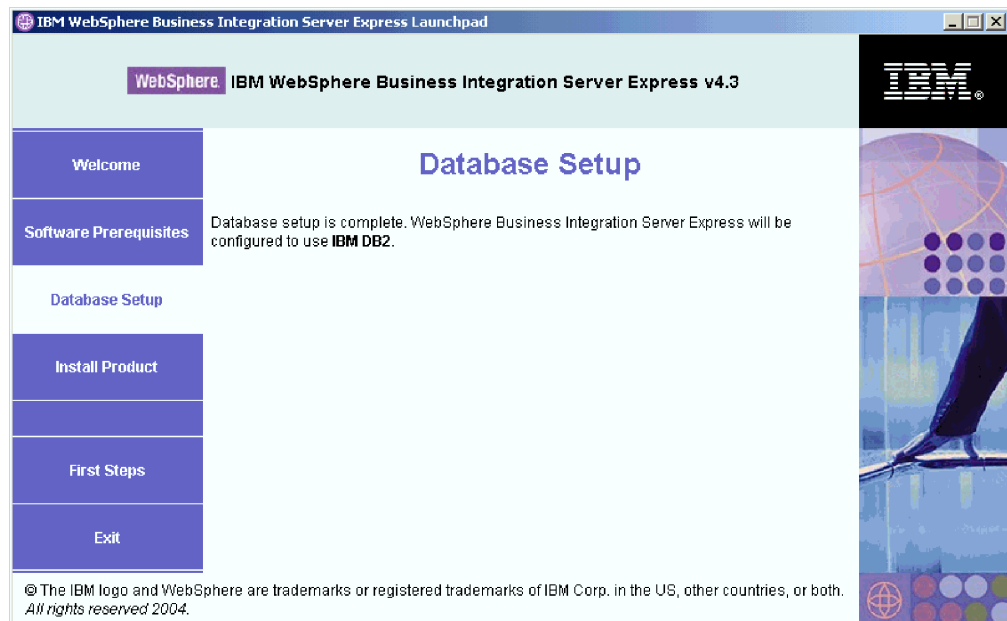 IBM WebSphere Business Integration Server Express Launchpad
WebSphere. IBM WebSphere Business Integration Server Express v4.3
IBM®
Welcome
Software Prerequisites
Database Setup
Install Product
First Steps
Exit
Database Setup
Database setup is complete. WebSphere Business Integration Server Express will be
configured to use IBM DB2.
© The IBM logo and WebSphere are trademarks or registered trademarks of IBM Corp. in the US, other countries, or both.
All rights reserved 2004.